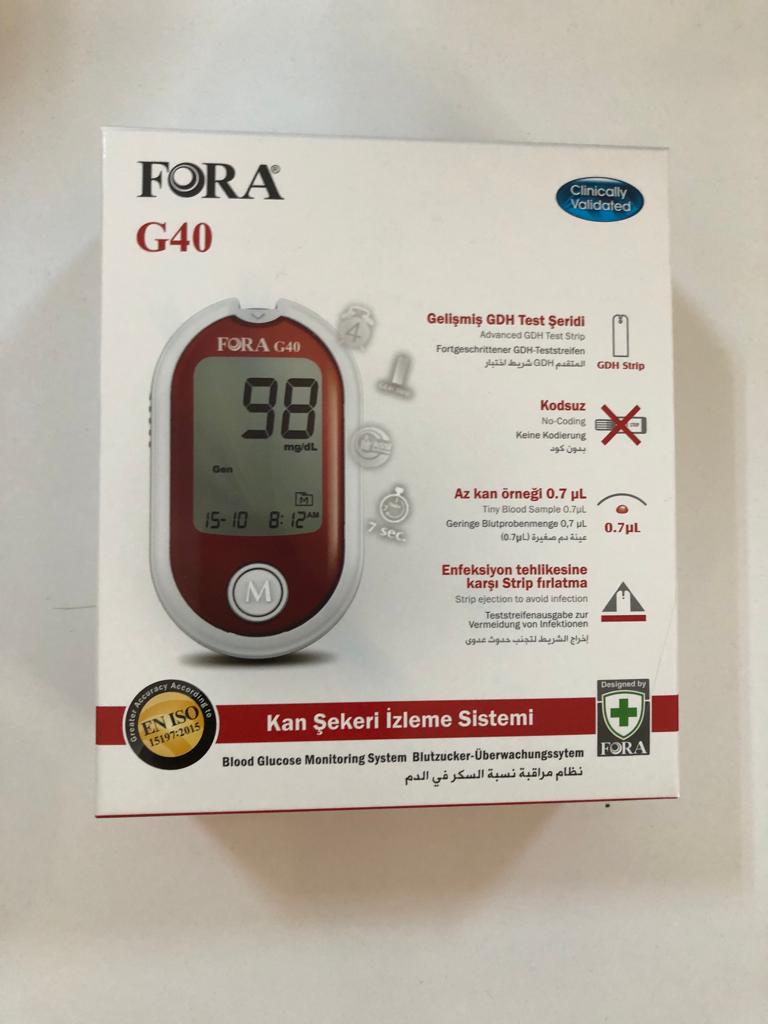 FORA®
G40
Clinically
Validated
FORA G40
98
mg/dL
Gen
M
15-10 8:12 AM
M
4
7 sec.
Gelişmiş GDH Test Şeridi
Advanced GDH Test Strip
Fortgeschrittener GDH-Teststreifen
المتقدم GDH شريط اختبار
GDH Strip
Kodsuz
No-Coding
Keine Kodierung
بدون كود
Az kan örneği 0.7 µL
Tiny Blood Sample 0.7µL
Geringe Blutprobenmenge 0,7 µL
عينة دم صغيرة (0.7µL)
0.7µL
Enfeksiyon tehlikesine
karşı Strip fırlatma
Strip ejection to avoid infection
Teststreifenausgabe zur
Vermeidung von Infektionen
إخراج الشريط لتجنب حدوث عدوى
Greater Accuracy According to
EN ISO
15197:2015
Kan Şekeri İzleme Sistemi
Designed by
FORA
Blood Glucose Monitoring System Blutzucker-Überwachungssytem
نظام مراقبة نسبة السكر في الدم